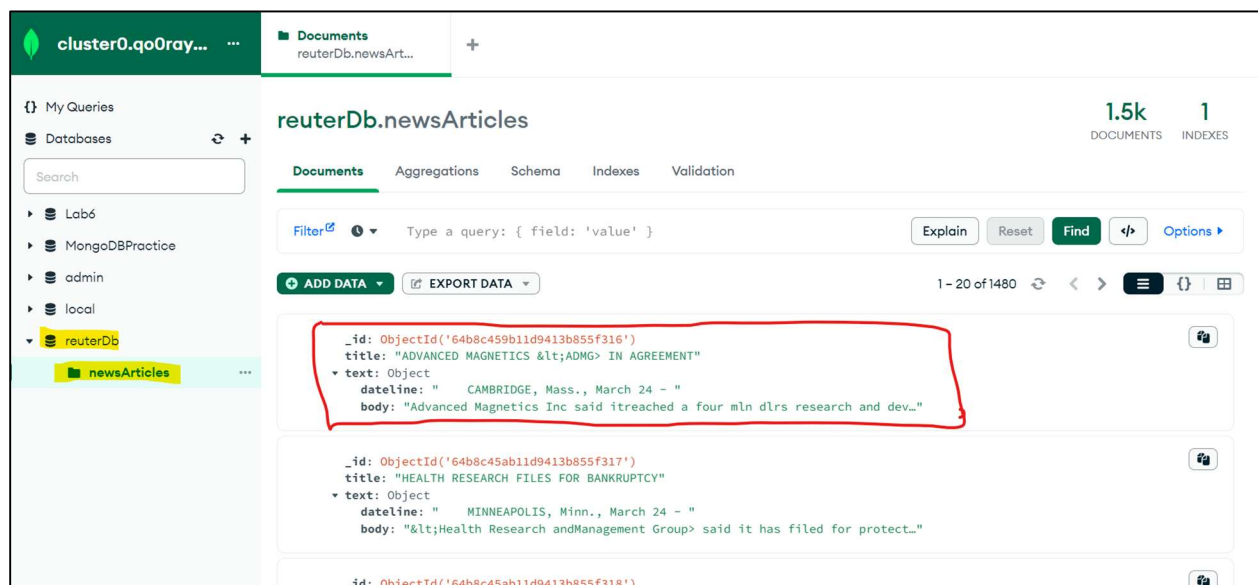 cluster0.qo0ray... ...
Documents
reuterDb.newsArt...
+
{} My Queries
Databases
+
Search
Lab6
MongoDBPractice
admin
local
reuterDb
newsArticles
...
reuterDb.newsArticles
1.5k
DOCUMENTS
1
INDEXES
Documents Aggregations Schema Indexes Validation
Filter Type a query: { field: 'value' } Explain Reset Find </> Options
ADD DATA EXPORT DATA 1 – 20 of 1480 < > {}
_id: ObjectId('64b8c459b11d9413b855f316')
title: "ADVANCED MAGNETICS &lt;ADMG> IN AGREEMENT"
text: Object
dateline: "    CAMBRIDGE, Mass., March 24 - "
body: "Advanced Magnetics Inc said itreached a four mln dlrs research and dev…"
_id: ObjectId('64b8c45ab11d9413b855f317')
title: "HEALTH RESEARCH FILES FOR BANKRUPTCY"
text: Object
dateline: "    MINNEAPOLIS, Minn., March 24 - "
body: "&lt;Health Research andManagement Group> said it has filed for protect…"
_id: ObjectId('64b8c45ab11d9413b855f318')